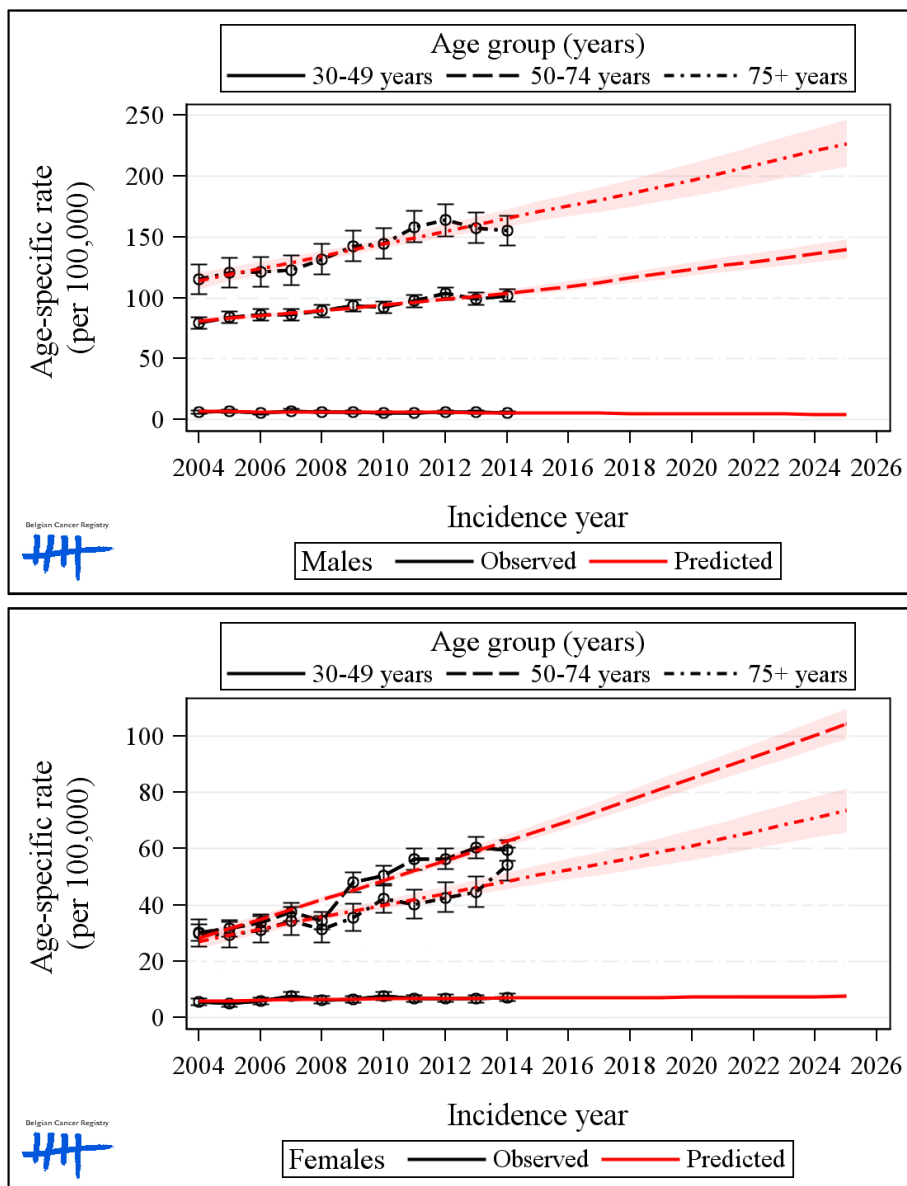 Age group (years)
30-49 years 50-74 years 75+ years
250
200
150
100
50
0
Age-specific rate
(per 100,000)
2004 2006 2008 2010 2012 2014 2016 2018 2020 2022 2024 2026
Incidence year
Belgian Cancer Registry
Males Observed Predicted
Age group (years)
30-49 years 50-74 years 75+ years
100
80
60
40
20
0
Age-specific rate
(per 100,000)
2004 2006 2008 2010 2012 2014 2016 2018 2020 2022 2024 2026
Incidence year
Belgian Cancer Registry
Females Observed Predicted